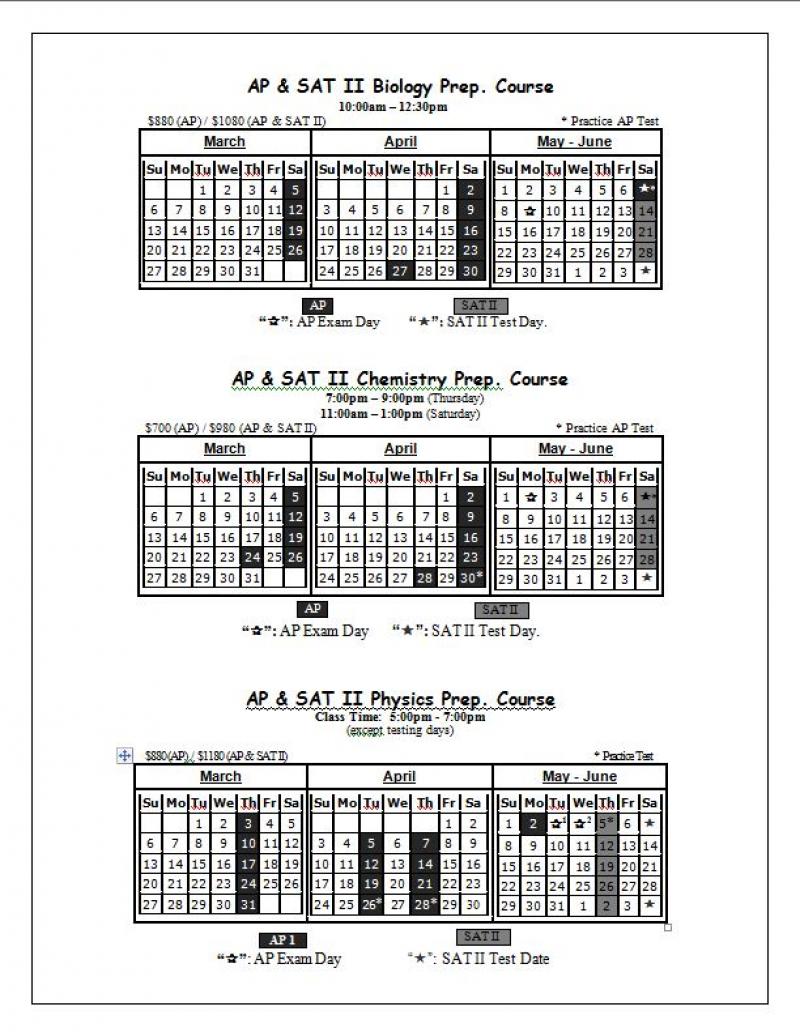 AP & SAT II Biology Prep. Course
10:00am – 12:30pm
$880 (AP) / $1080 (AP & SAT II) * Practice AP Test
March April May - June
Su Mo Tu We Th Fr Sa Su Mo Tu We Th Fr Sa Su Mo Tu We Th Fr Sa
1 2 3 4 5 1 2 1 2 3 4 5 6 ★*
6 7 8 9 10 11 12 3 4 5 6 7 8 9 8 ✫ 10 11 12 13 14
13 14 15 16 17 18 19 10 11 12 13 14 15 16 15 16 17 18 19 20 21
20 21 22 23 24 25 26 17 18 19 20 21 22 23 22 23 24 25 26 27 28
27 28 29 30 31 24 25 26 27 28 29 30 29 30 31 1 2 3 ★
AP SAT II
“✫”: AP Exam Day “★”: SAT II Test Day.
AP & SAT II Chemistry Prep. Course
7:00pm – 9:00pm (Thursday)
11:00am – 1:00pm (Saturday)
$700 (AP) / $980 (AP & SAT II) * Practice AP Test
March April May - June
Su Mo Tu We Th Fr Sa Su Mo Tu We Th Fr Sa Su Mo Tu We Th Fr Sa
1 2 3 4 5 1 2 1 ✫ 3 4 5 6 ★*
6 7 8 9 10 11 12 3 4 5 6 7 8 9 8 9 10 11 12 13 14
13 14 15 16 17 18 19 10 11 12 13 14 15 16 15 16 17 18 19 20 21
20 21 22 23 24 25 26 17 18 19 20 21 22 23 22 23 24 25 26 27 28
27 28 29 30 31 24 25 26 27 28 29 30* 29 30 31 1 2 3 ★
AP SAT II
“✫”: AP Exam Day “★”: SAT II Test Day.
AP & SAT II Physics Prep. Course
Class Time: 5:00pm - 7:00pm
(except testing days)
$880(AP) / $1180 (AP & SAT II) * Practice Test
March April May - June
Su Mo Tu We Th Fr Sa Su Mo Tu We Th Fr Sa Su Mo Tu We Th Fr Sa
1 2 3 4 5 1 2 1 2 ✫1 ✫2 5* 6 ★
6 7 8 9 10 11 12 3 4 5 6 7 8 9 8 9 10 11 12 13 14
13 14 15 16 17 18 19 10 11 12 13 14 15 16 15 16 17 18 19 20 21
20 21 22 23 24 25 26 17 18 19 20 21 22 23 22 23 24 25 26 27 28
27 28 29 30 31 24 25 26* 27 28* 29 30 29 30 31 1 2 3 ★
AP 1 SAT II
“✫”: AP Exam Day “★”: SAT II Test Date